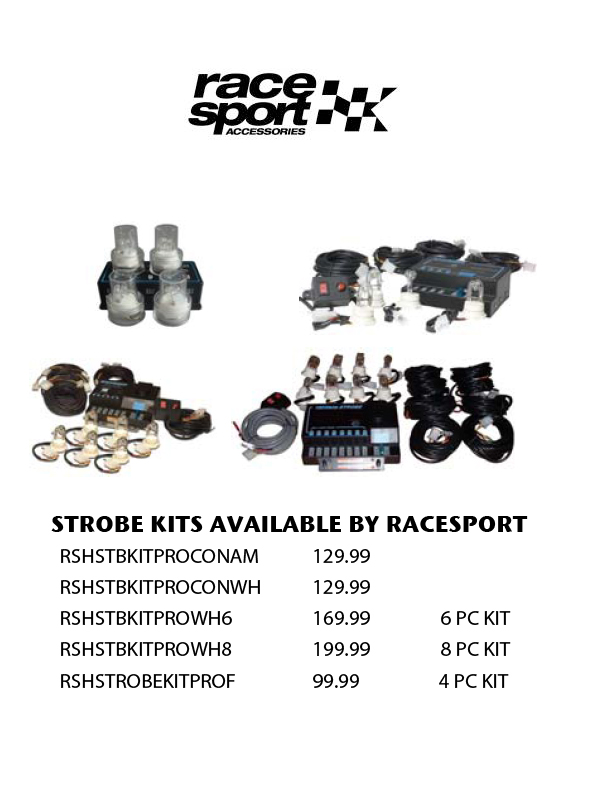 race
sport
ACCESSORIES
STROBE KITS AVAILABLE BY RACESPORT
RSHSTBKITPROCONAM 129.99
RSHSTBKITPROCONWH 129.99
RSHSTBKITPROWH6 169.99 6 PC KIT
RSHSTBKITPROWH8 199.99 8 PC KIT
RSHSTROBEKITPROF 99.99 4 PC KIT